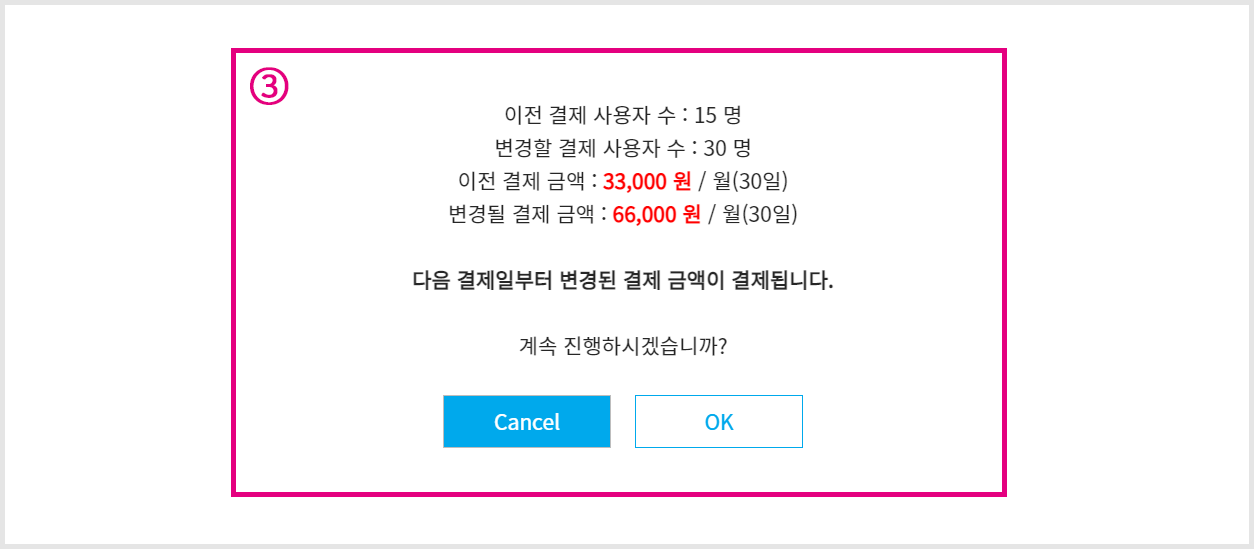 ③
이전 결제 사용자 수 : 15 명
변경할 결제 사용자 수 : 30 명
이전 결제 금액 : 33,000 원 / 월(30일)
변경될 결제 금액 : 66,000 원 / 월(30일)
다음 결제일부터 변경된 결제 금액이 결제됩니다.
계속 진행하시겠습니까?
Cancel
OK